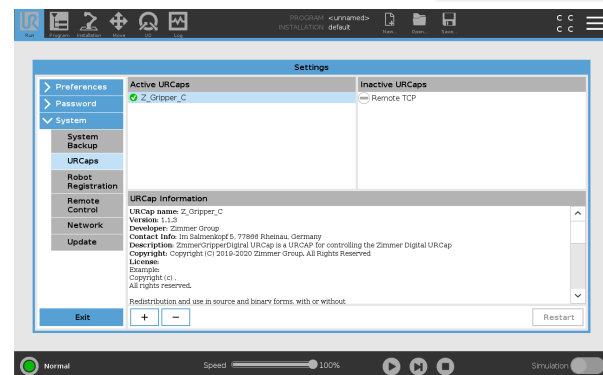 UR
PROGRAM <unnamed>
INSTALLATION default
Run
Program
Installation
Move
I/O
Log
New...
Open...
Save...
C C
C C
Settings
Preferences
Password
System
System
Backup
URCaps
Robot
Registration
Remote
Control
Network
Update
Exit
Active URCaps
Z_Gripper_C
Inactive URCaps
Remote TCP
URCap Information
URCap name: Z_Gripper_C
Version: 1.1.3
Developer: Zimmer Group
Contact Info: Im Salmenkopf 5, 77866 Rheinau, Germany
Description: ZmmerGripperDigiral URCap is a URCAP for controlling the Zimmer Digital URCap
Copyright: Copyright (C) 2019-2020 Zimmer Group. All Rights Reserved
License:
Example:
Copyright (c) .
All rights reserved.
Redistribution and use in source and binary forms, with or without
+
−
Restart
Normal
Speed
100%
Simulation